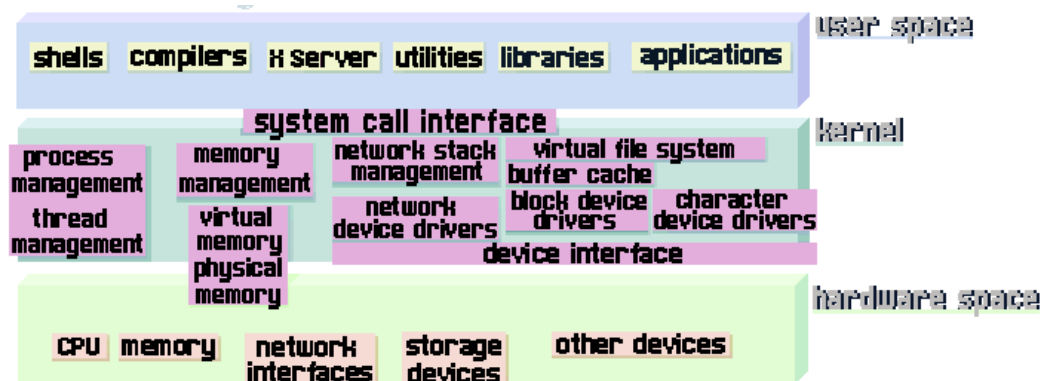 user space
shells compilers X Server utilities libraries applications
system call interface
kernel
process
management
thread
management
memory
management
virtual
memory
physical
memory
network stack
management
network
device drivers
virtual file system
buffer cache
block device
drivers
character
device drivers
device interface
hardware space
CPU memory
network
interfaces
storage
devices
other devices